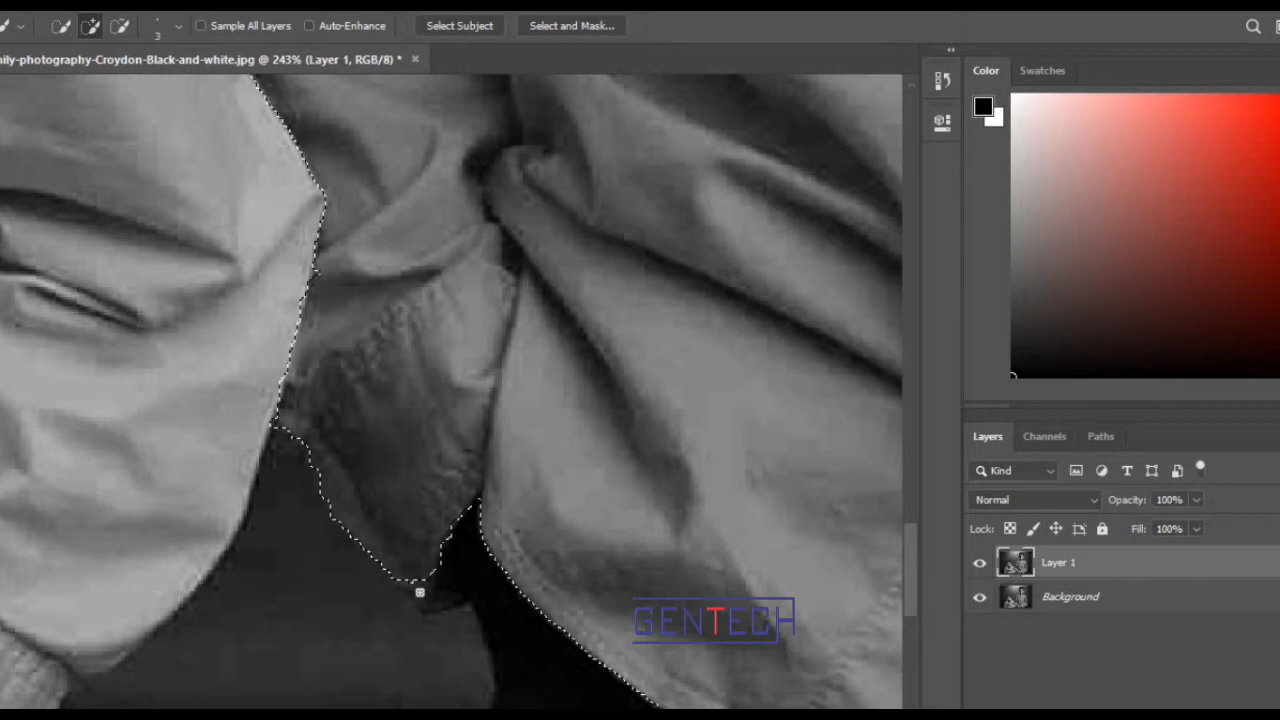 3
Sample All Layers
Auto-Enhance
Select Subject
Select and Mask...
ily-photography-Croydon-Black-and-white.jpg @ 243% (Layer 1, RGB/8) *
Color
Swatches
Layers
Channels
Paths
Kind
Normal
Opacity: 100%
Lock:
Fill: 100%
Layer 1
Background
GENTECH